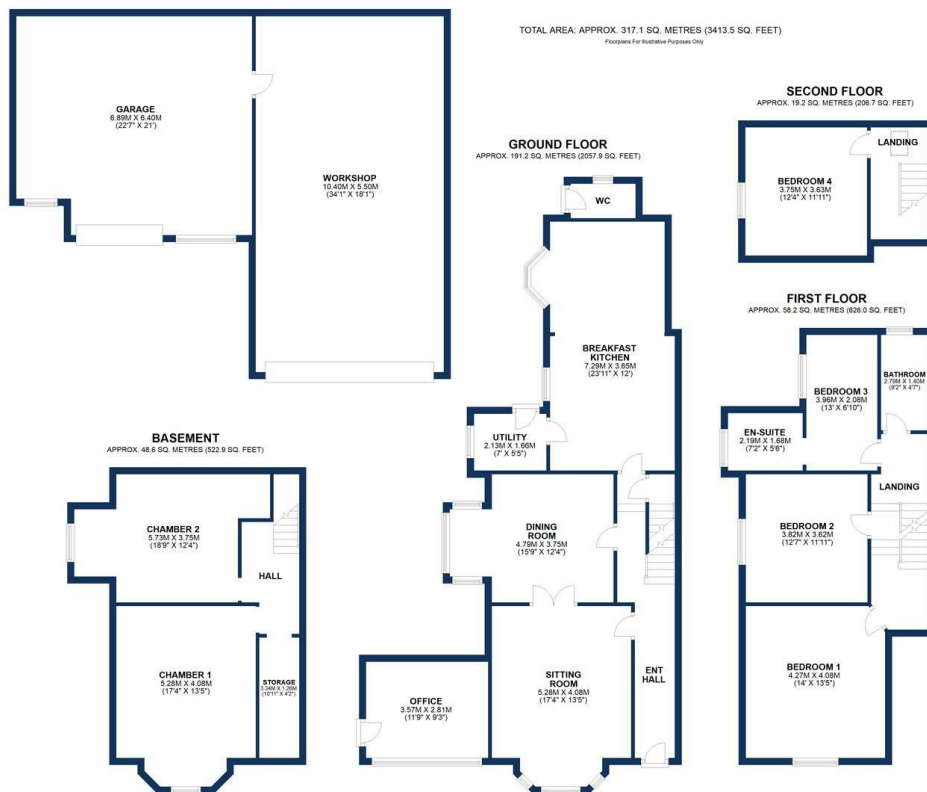 TOTAL AREA: APPROX. 317.1 SQ. METRES (3413.5 SQ. FEET)
Floorplans For Illustrative Purposes Only
GARAGE
6.89M X 6.40M
(22'7" X 21')
WORKSHOP
10.40M X 5.50M
(34'1" X 18'1")
GROUND FLOOR
APPROX. 191.2 SQ. METRES (2057.9 SQ. FEET)
WC
BREAKFAST
KITCHEN
7.29M X 3.65M
(23'11" X 12')
UTILITY
2.13M X 1.66M
(7' X 5'5")
DINING
ROOM
4.79M X 3.75M
(15'9" X 12'4")
SITTING
ROOM
5.28M X 4.08M
(17'4" X 13'5")
ENT
HALL
OFFICE
3.57M X 2.81M
(11'9" X 9'3")
BASEMENT
APPROX. 48.6 SQ. METRES (522.9 SQ. FEET)
CHAMBER 2
5.73M X 3.75M
(18'9" X 12'4")
HALL
CHAMBER 1
5.28M X 4.08M
(17'4" X 13'5")
STORAGE
3.34M X 1.26M
(10'11" X 4'2")
SECOND FLOOR
APPROX. 19.2 SQ. METRES (206.7 SQ. FEET)
LANDING
BEDROOM 4
3.75M X 3.63M
(12'4" X 11'11")
FIRST FLOOR
APPROX. 58.2 SQ. METRES (626.0 SQ. FEET)
BATHROOM
2.79M X 1.40M
(9'2" X 4'7")
BEDROOM 3
3.96M X 2.08M
(13' X 6'10")
EN-SUITE
2.19M X 1.68M
(7'2" X 5'6")
LANDING
BEDROOM 2
3.82M X 3.62M
(12'7" X 11'11")
BEDROOM 1
4.27M X 4.08M
(14' X 13'5")